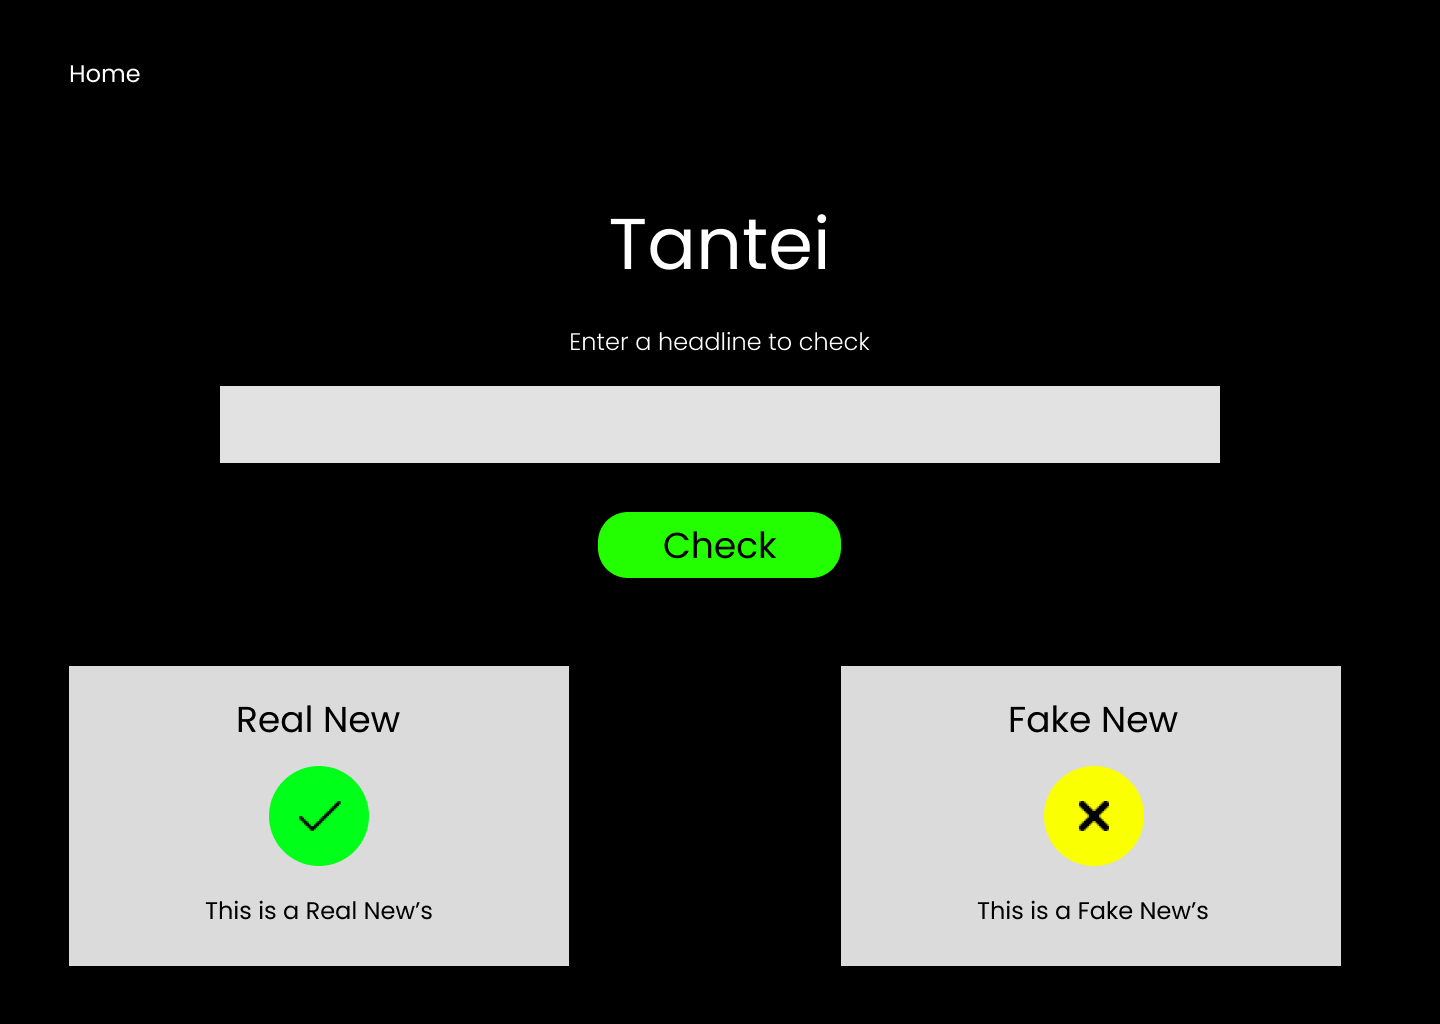 Home
Tantei
Enter a headline to check
Check
Real New
Fake New
This is a Real New’s
This is a Fake New’s